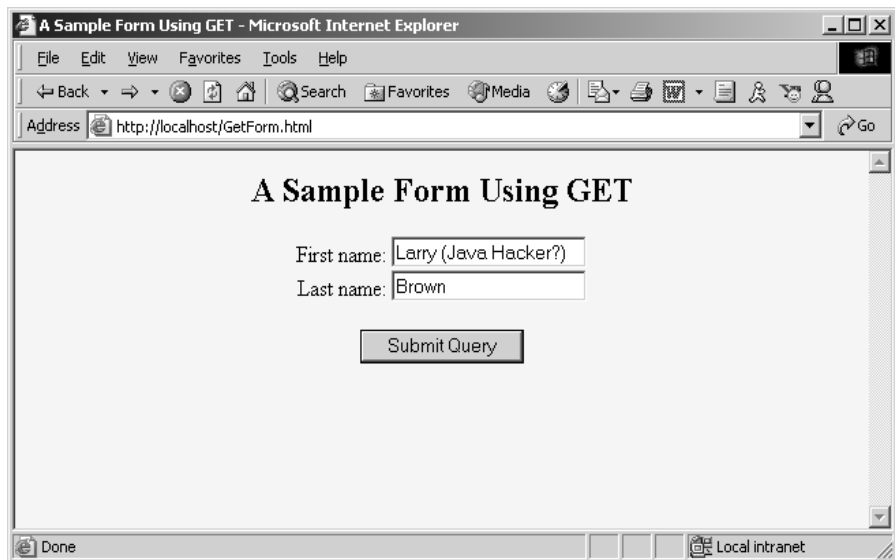 A Sample Form Using GET - Microsoft Internet Explorer
File Edit View Favorites Tools Help
Back Search Favorites Media
Address http://localhost/GetForm.html Go
A Sample Form Using GET
First name: Larry (Java Hacker?)
Last name: Brown
Submit Query
Done Local intranet